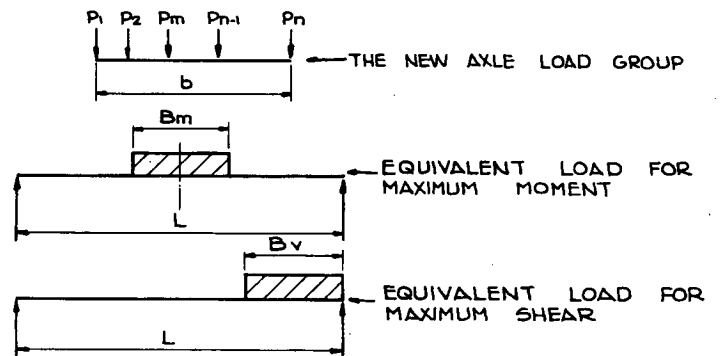 P1 P2 Pm Pn-1 Pn
THE NEW AXLE LOAD GROUP
b
Bm
EQUIVALENT LOAD FOR
MAXIMUM MOMENT
L
Bv
EQUIVALENT LOAD FOR
MAXIMUM SHEAR
L